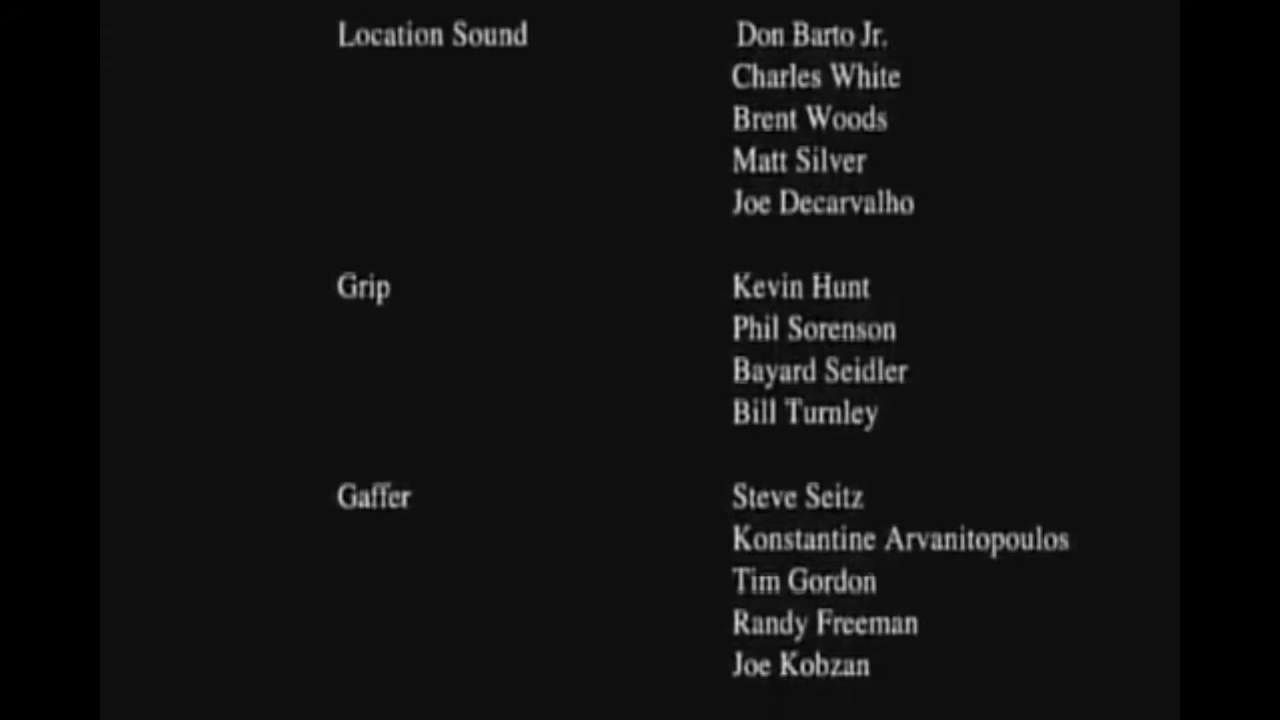 Location Sound Don Barto Jr.
Charles White
Brent Woods
Matt Silver
Joe Decarvalho
Grip Kevin Hunt
Phil Sorenson
Bayard Seidler
Bill Turnley
Gaffer Steve Seitz
Konstantine Arvanitopoulos
Tim Gordon
Randy Freeman
Joe Kobzan